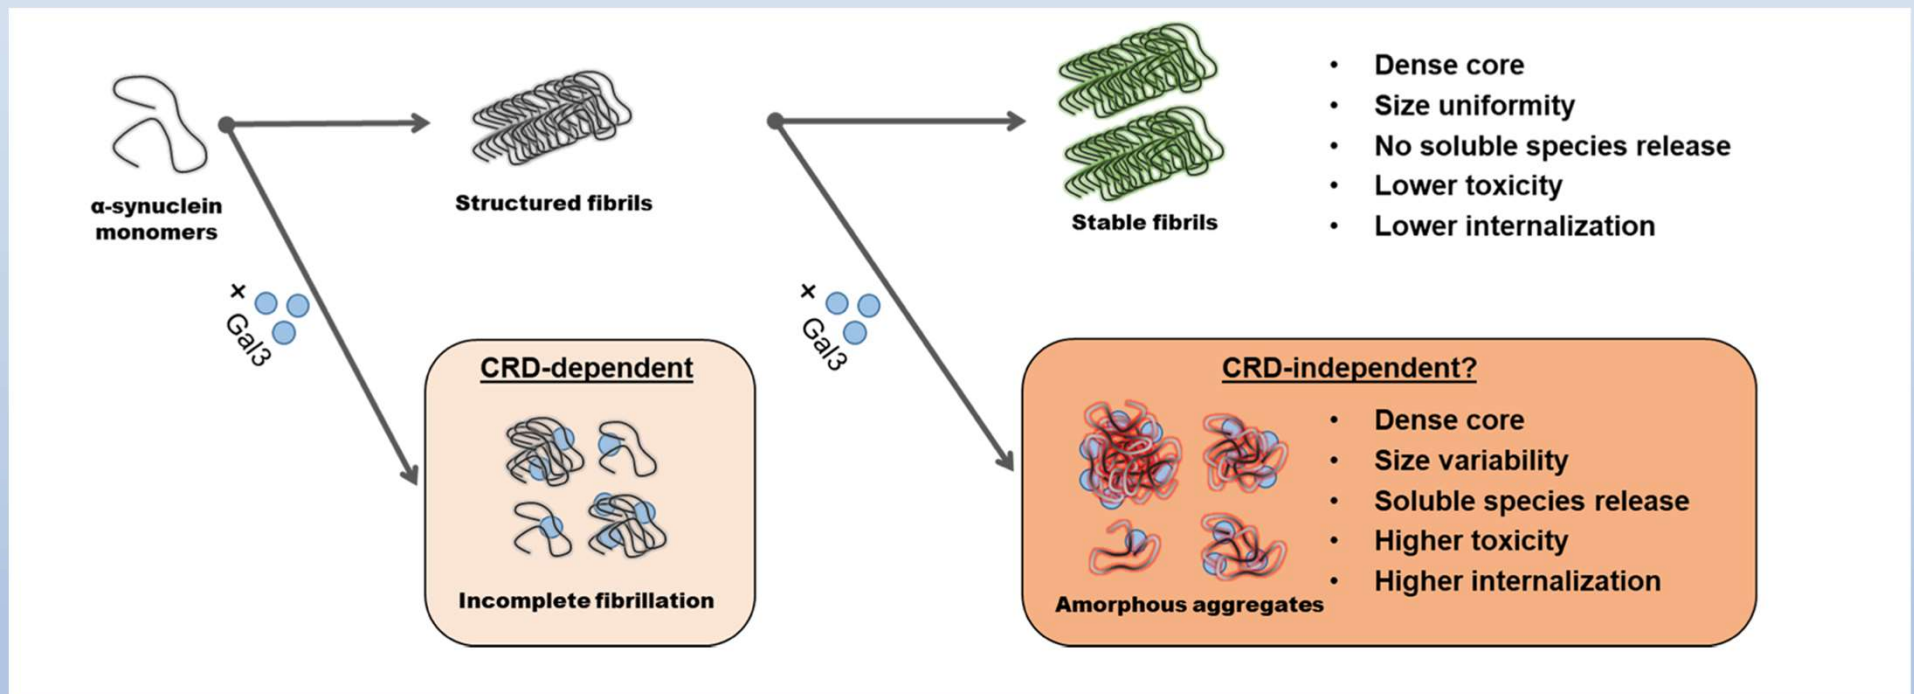 α-synuclein
monomers
Structured fibrils
Stable fibrils
• Dense core
• Size uniformity
• No soluble species release
• Lower toxicity
• Lower internalization
+
Gal3
+
Gal3
CRD-dependent
Incomplete fibrillation
CRD-independent?
• Dense core
• Size variability
• Soluble species release
• Higher toxicity
• Higher internalization
Amorphous aggregates